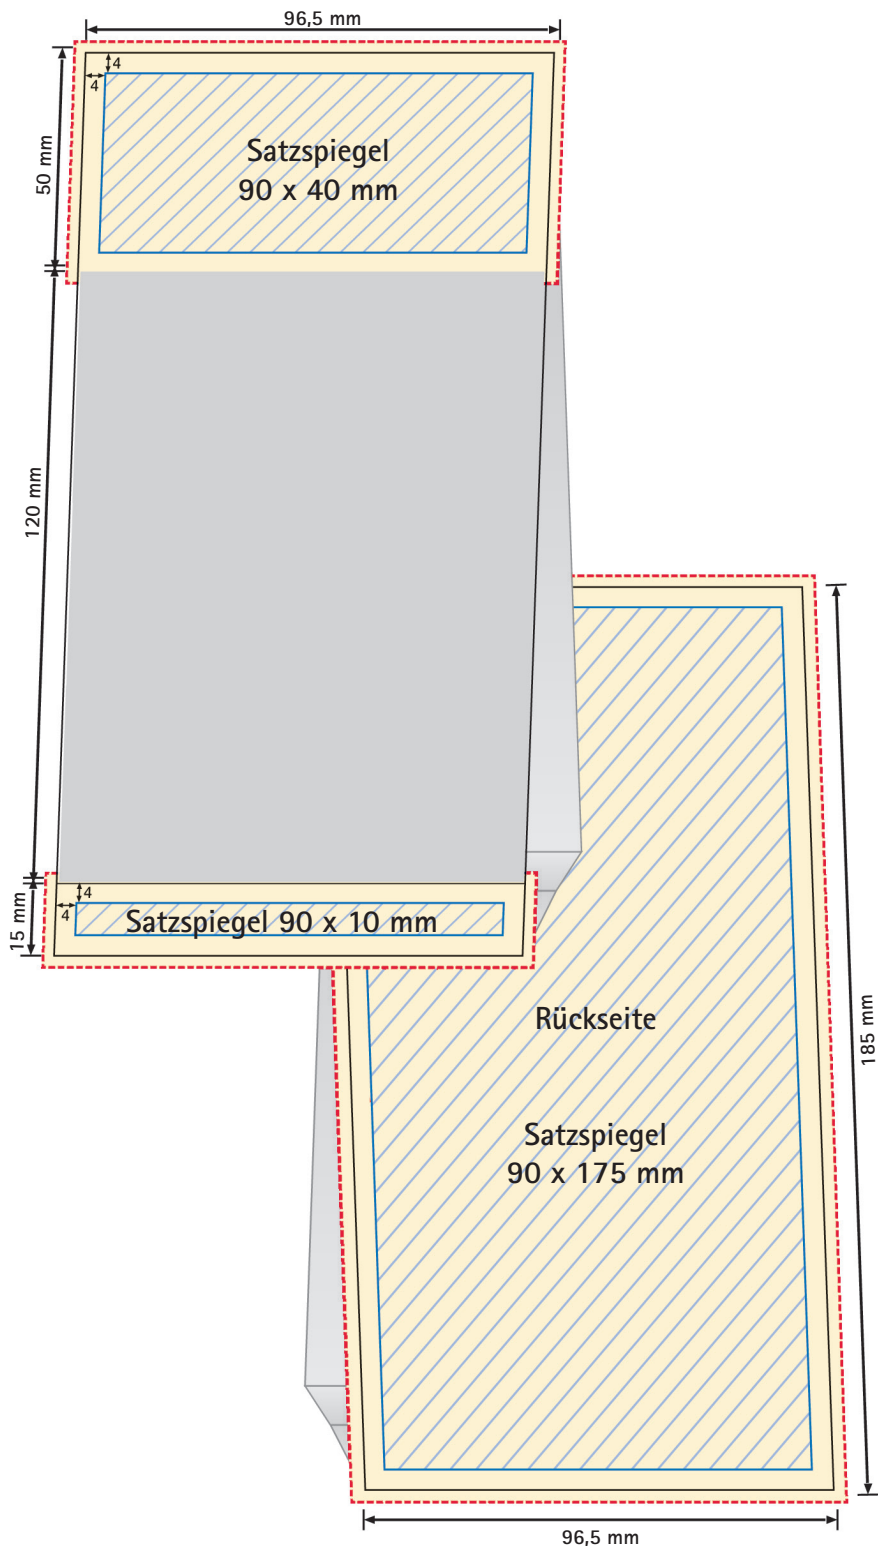 96,5 mm
4
4
50 mm
Satzspiegel
90 x 40 mm
120 mm
4
4
15 mm
Satzspiegel 90 x 10 mm
Rückseite
185 mm
Satzspiegel
90 x 175 mm
96,5 mm